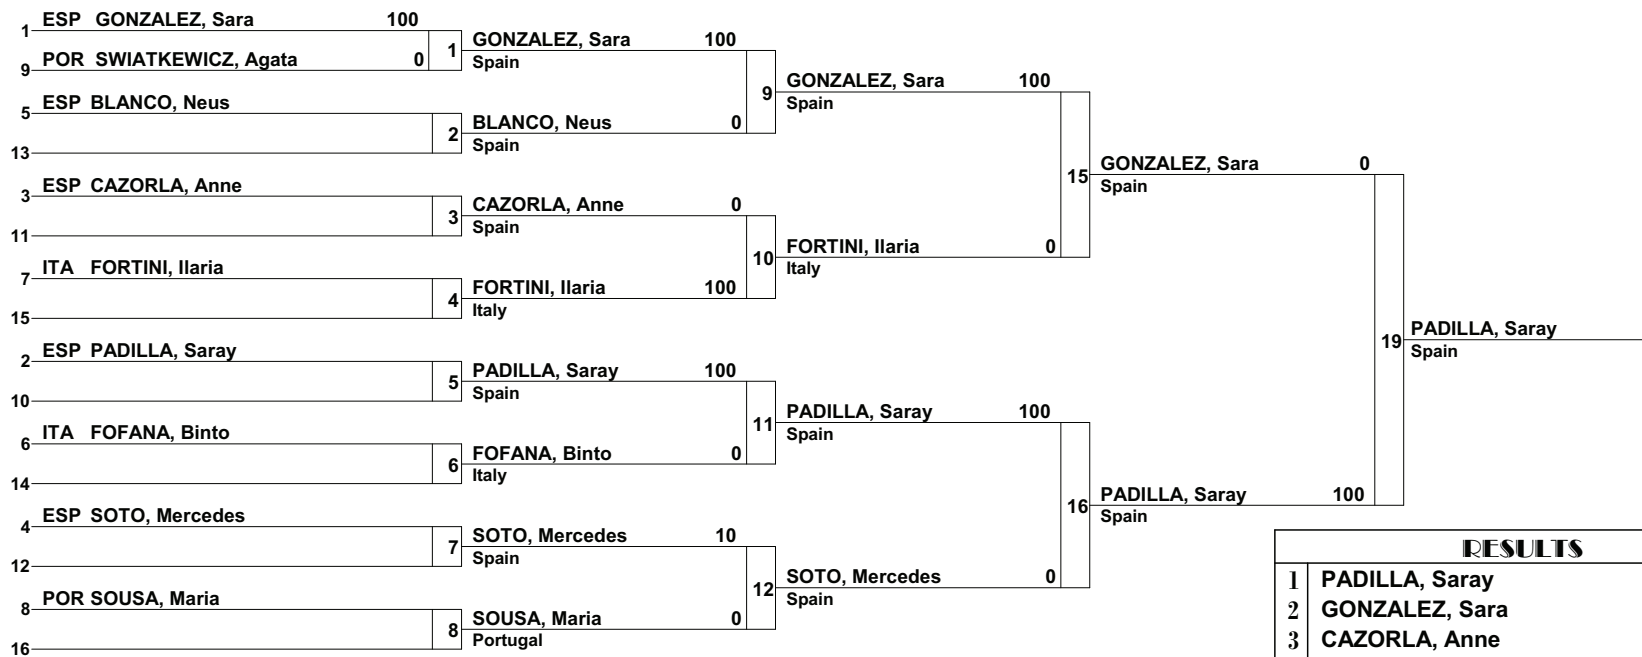 1 ESP GONZALEZ, Sara 100
9 POR SWIATKEWICZ, Agata 0
1 GONZALEZ, Sara 100
Spain
5 ESP BLANCO, Neus
13
2 BLANCO, Neus 0
Spain
9 GONZALEZ, Sara 100
Spain
3 ESP CAZORLA, Anne
11
3 CAZORLA, Anne 0
Spain
7 ITA FORTINI, Ilaria
15
4 FORTINI, Ilaria 100
Italy
10 FORTINI, Ilaria 0
Italy
15 GONZALEZ, Sara 0
Spain
2 ESP PADILLA, Saray
10
5 PADILLA, Saray 100
Spain
6 ITA FOFANA, Binto
14
6 FOFANA, Binto 0
Italy
11 PADILLA, Saray 100
Spain
4 ESP SOTO, Mercedes
12
7 SOTO, Mercedes 10
Spain
8 POR SOUSA, Maria
16
8 SOUSA, Maria 0
Portugal
12 SOTO, Mercedes 0
Spain
16 PADILLA, Saray 100
Spain
19 PADILLA, Saray
Spain
RESULTS
1 PADILLA, Saray
2 GONZALEZ, Sara
3 CAZORLA, Anne